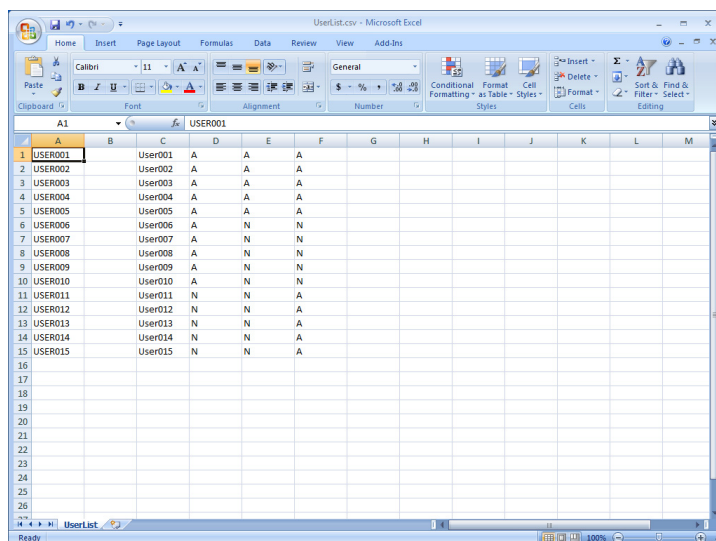 UserList.csv - Microsoft Excel
Home Insert Page Layout Formulas Data Review View Add-Ins
Paste
Calibri 11 A A
B I U A
General
$ % , .0 .00 .00 .0
Conditional Formatting Format as Table Cell Styles
Insert
Delete
Format
Σ
Sort & Filter Find & Select
Clipboard Font Alignment Number Styles Cells Editing
A1 fx USER001
A B C D E F G H I J K L M
1 USER001 User001 A A A
2 USER002 User002 A A A
3 USER003 User003 A A A
4 USER004 User004 A A A
5 USER005 User005 A A A
6 USER006 User006 A N N
7 USER007 User007 A N N
8 USER008 User008 A N N
9 USER009 User009 A N N
10 USER010 User010 A N N
11 USER011 User011 N N A
12 USER012 User012 N N A
13 USER013 User013 N N A
14 USER014 User014 N N A
15 USER015 User015 N N A
16
17
18
19
20
21
22
23
24
25
26
UserList
Ready 100%